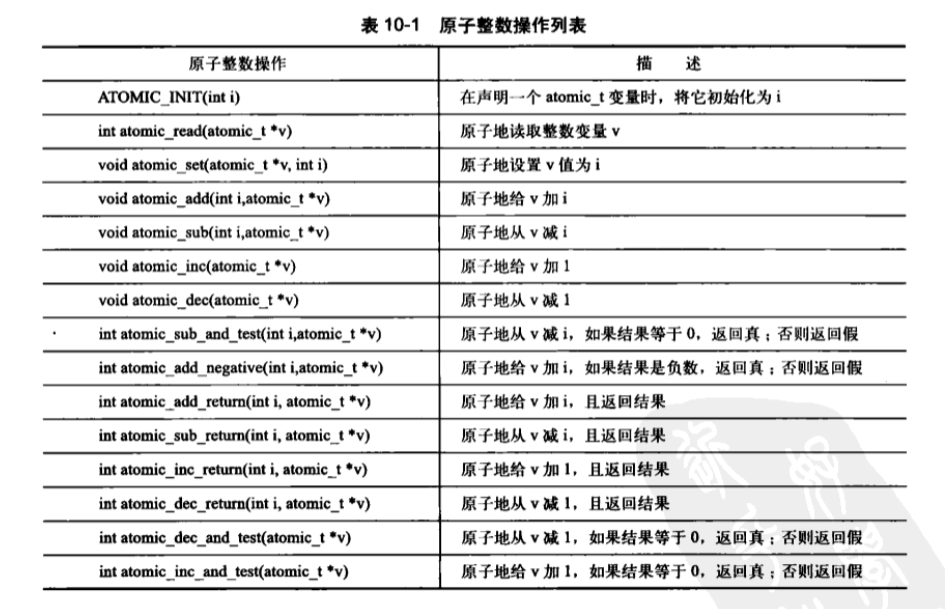 表 10-1 原子整数操作列表
原子整数操作 描 述
ATOMIC_INIT(int i) 在声明一个 atomic_t 变量时，将它初始化为 i
int atomic_read(atomic_t *v) 原子地读取整数变量 v
void atomic_set(atomic_t *v, int i) 原子地设置 v 值为 i
void atomic_add(int i,atomic_t *v) 原子地给 v 加 i
void atomic_sub(int i,atomic_t *v) 原子地从 v 减 i
void atomic_inc(atomic_t *v) 原子地给 v 加 1
void atomic_dec(atomic_t *v) 原子地从 v 减 1
int atomic_sub_and_test(int i,atomic_t *v) 原子地从 v 减 i，如果结果等于 0，返回真；否则返回假
int atomic_add_negative(int i,atomic_t *v) 原子地给 v 加 i，如果结果是负数，返回真；否则返回假
int atomic_add_return(int i, atomic_t *v) 原子地给 v 加 i，且返回结果
int atomic_sub_return(int i, atomic_t *v) 原子地从 v 减 i，且返回结果
int atomic_inc_return(int i, atomic_t *v) 原子地给 v 加 1，且返回结果
int atomic_dec_return(int i, atomic_t *v) 原子地从 v 减 1，且返回结果
int atomic_dec_and_test(atomic_t *v) 原子地从 v 减 1，如果结果等于 0，返回真；否则返回假
int atomic_inc_and_test(atomic_t *v) 原子地给 v 加 1，如果结果等于 0，返回真；否则返回假